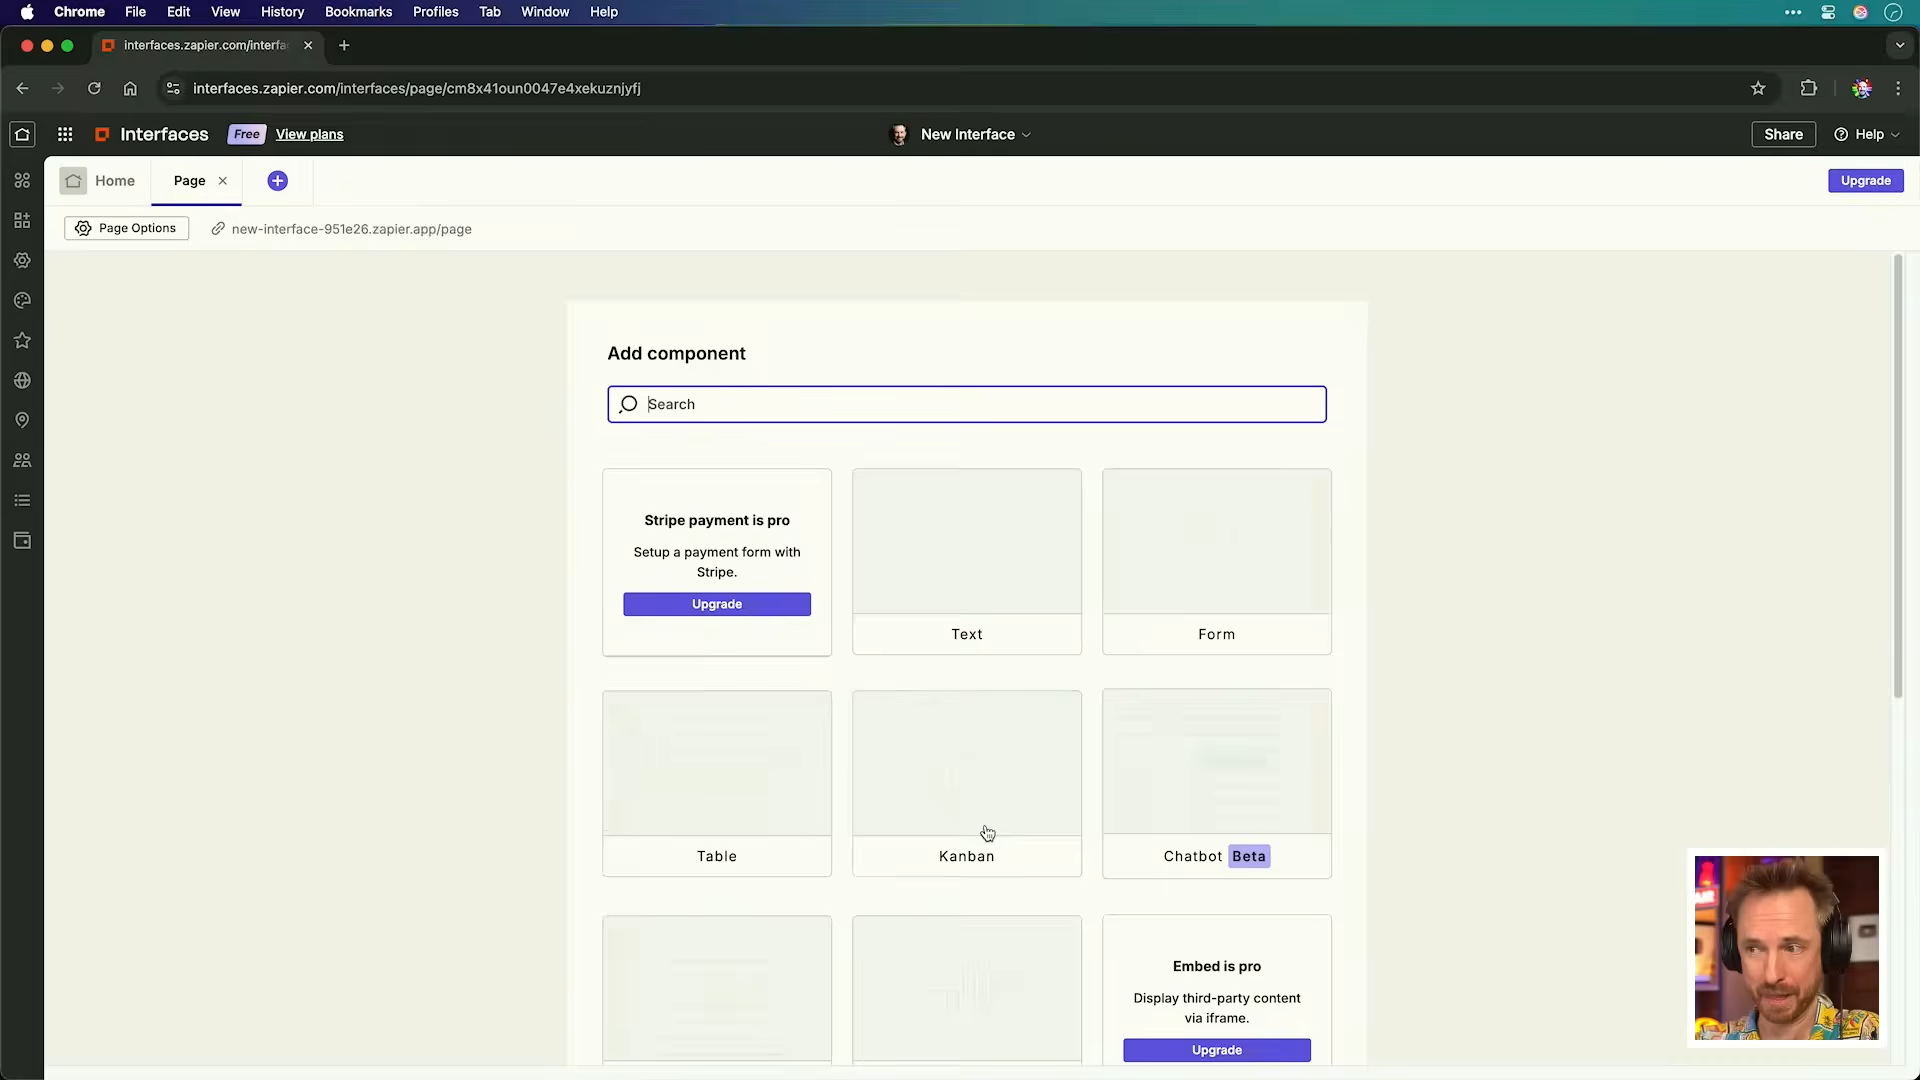 Chrome File Edit View History Bookmarks Profiles Tab Window Help
interfaces.zapier.com/interfa
interfaces.zapier.com/interfaces/page/cm8x41oun0047e4xekuznjyfj
Interfaces Free View plans New Interface Share Help
Home Page Upgrade
Page Options new-interface-951e26.zapier.app/page
Add component
Search
Stripe payment is pro
Setup a payment form with
Stripe.
Upgrade
Text
Form
Table
Kanban
Chatbot Beta
Embed is pro
Display third-party content
via iframe.
Upgrade